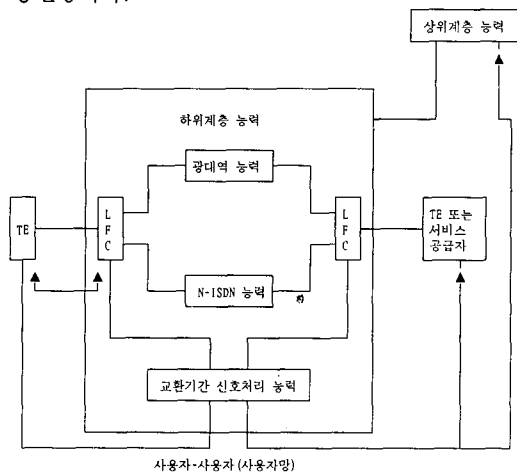 상위계층 능력
하위계층 능력
광대역 능력
TE
L
F
C
L
F
C
TE 또는
서비스
공급자
N-ISDN 능력
교환기간 신호처리 능력
사용자-사용자(사용자망)